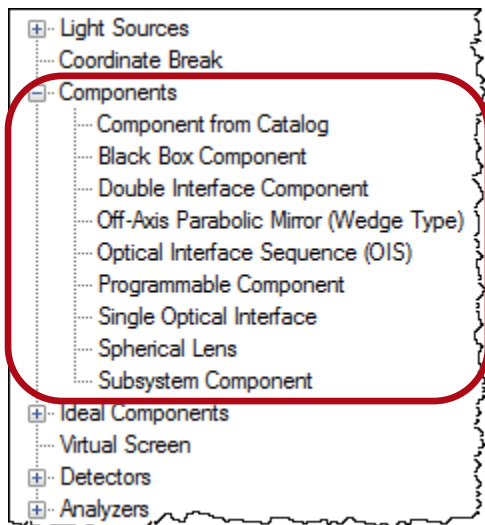 Light Sources
Coordinate Break
Components
Component from Catalog
Black Box Component
Double Interface Component
Off-Axis Parabolic Mirror (Wedge Type)
Optical Interface Sequence (OIS)
Programmable Component
Single Optical Interface
Spherical Lens
Subsystem Component
Ideal Components
Virtual Screen
Detectors
Analyzers